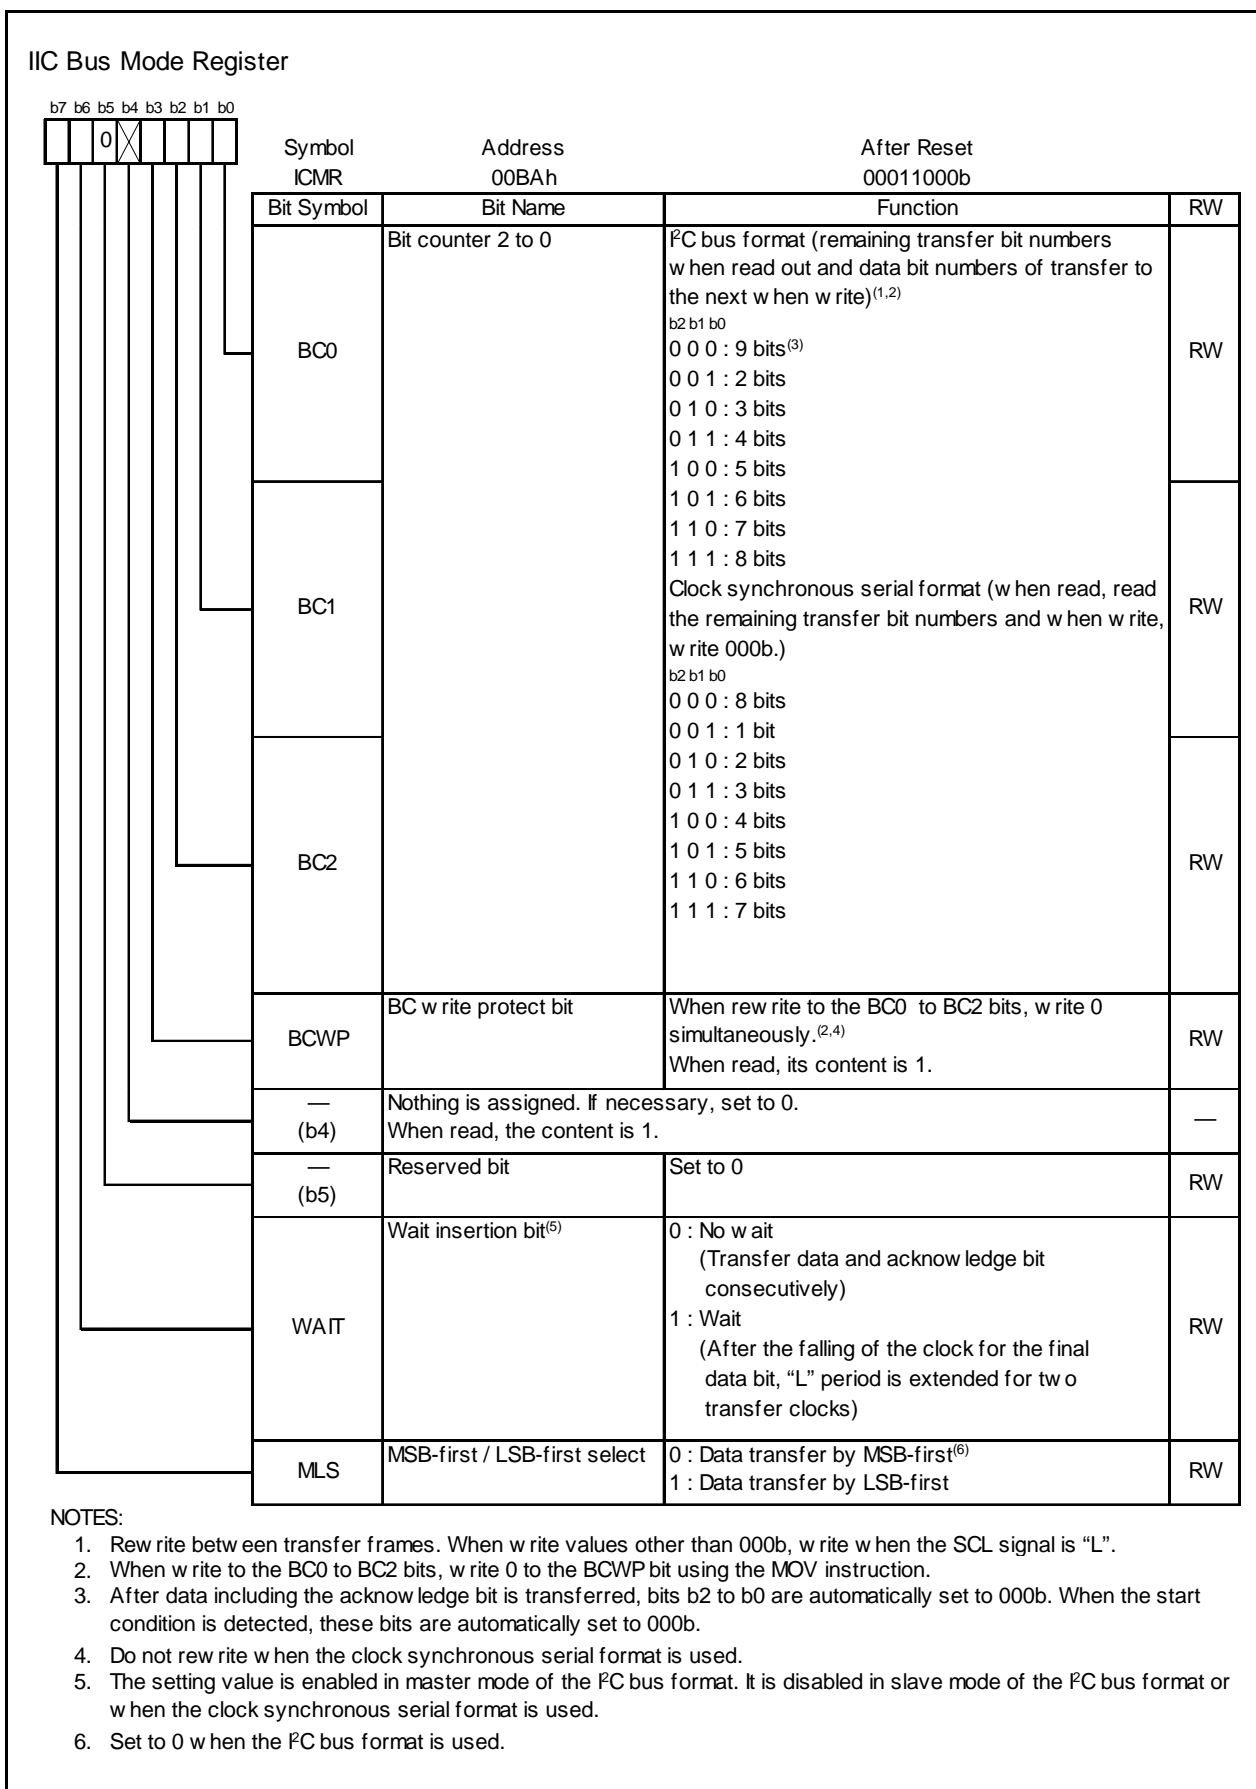 IIC Bus Mode Register
b7 b6 b5 b4 b3 b2 b1 b0
0
Symbol Address After Reset
ICMR 00BAh 00011000b
Bit Symbol Bit Name Function RW
BC0 Bit counter 2 to 0 I²C bus format (remaining transfer bit numbers
when read out and data bit numbers of transfer to
the next when write)(1,2)
b2 b1 b0
0 0 0 : 9 bits(3) RW
0 0 1 : 2 bits
0 1 0 : 3 bits
0 1 1 : 4 bits
1 0 0 : 5 bits
1 0 1 : 6 bits
1 1 0 : 7 bits
1 1 1 : 8 bits
BC1 Clock synchronous serial format (when read, read
the remaining transfer bit numbers and when write, RW
write 000b.)
b2 b1 b0
0 0 0 : 8 bits
0 0 1 : 1 bit
0 1 0 : 2 bits
0 1 1 : 3 bits
1 0 0 : 4 bits
BC2 1 0 1 : 5 bits RW
1 1 0 : 6 bits
1 1 1 : 7 bits
BCWP BC write protect bit When rewrite to the BC0 to BC2 bits, write 0
simultaneously.(2,4) RW
When read, its content is 1.
— Nothing is assigned. If necessary, set to 0. —
(b4) When read, the content is 1.
— Reserved bit Set to 0 RW
(b5)
WAIT Wait insertion bit(5) 0 : No wait
(Transfer data and acknowledge bit
consecutively)
1 : Wait RW
(After the falling of the clock for the final
data bit, “L” period is extended for two
transfer clocks)
MLS MSB-first / LSB-first select 0 : Data transfer by MSB-first(6) RW
1 : Data transfer by LSB-first
NOTES:
1. Rewrite between transfer frames. When write values other than 000b, write when the SCL signal is “L”.
2. When write to the BC0 to BC2 bits, write 0 to the BCWP bit using the MOV instruction.
3. After data including the acknowledge bit is transferred, bits b2 to b0 are automatically set to 000b. When the start
condition is detected, these bits are automatically set to 000b.
4. Do not rewrite when the clock synchronous serial format is used.
5. The setting value is enabled in master mode of the I²C bus format. It is disabled in slave mode of the I²C bus format or
when the clock synchronous serial format is used.
6. Set to 0 when the I²C bus format is used.